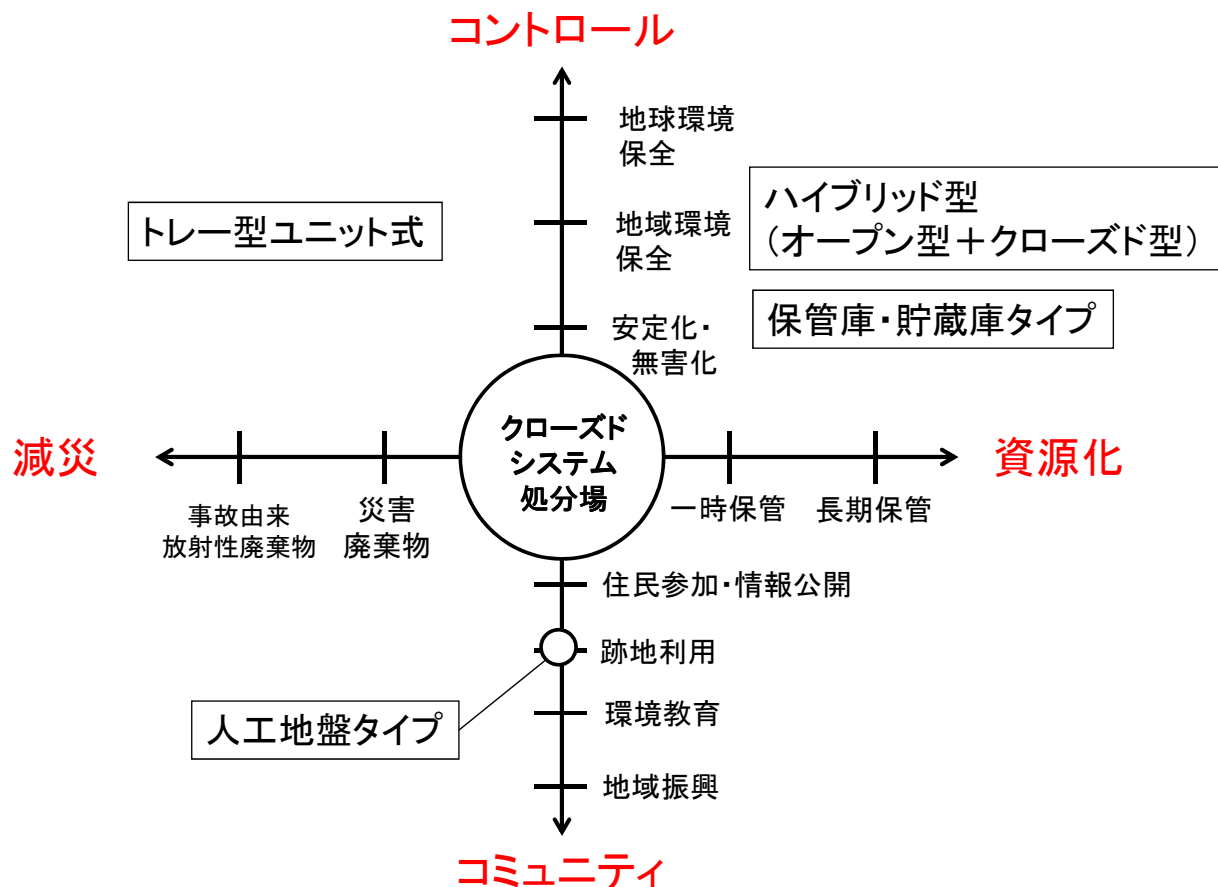 コントロール
地球環境
保全
トレー型ユニット式
地域環境
保全
ハイブリッド型
(オープン型＋クローズド型)
安定化・
無害化
保管庫・貯蔵庫タイプ
減災
クローズド
システム
処分場
資源化
事故由来
放射性廃棄物
災害
廃棄物
一時保管
長期保管
住民参加・情報公開
跡地利用
人工地盤タイプ
環境教育
地域振興
コミュニティ